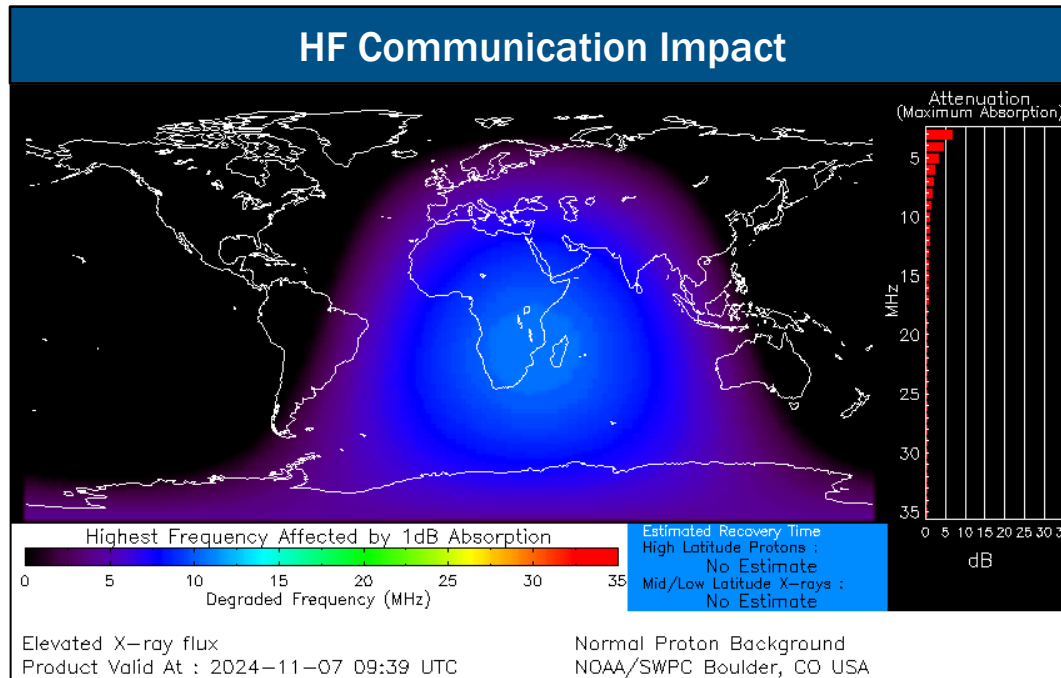 HF Communication Impact
Attenuation
(Maximum Absorption)
5
10
15
MHz
20
25
30
35
0 5 10 15 20 25 30 3
dB
Highest Frequency Affected by 1dB Absorption
0 5 10 15 20 25 30 35
Degraded Frequency (MHz)
Estimated Recovery Time
High Latitude Protons :
No Estimate
Mid/Low Latitude X-rays :
No Estimate
Elevated X-ray flux
Normal Proton Background
Product Valid At : 2024-11-07 09:39 UTC
NOAA/SWPC Boulder, CO USA